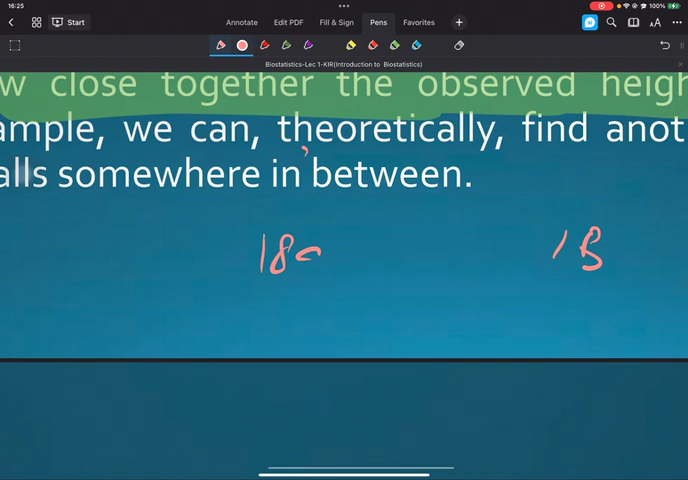 16:25
100%
Start
Annotate Edit PDF Fill & Sign Pens Favorites
AA
Biostatistics-Lec 1-KIR(Introduction to Biostatistics)
w close together the observed heigh
ample, we can, theoretically, find anot
alls somewhere in between.